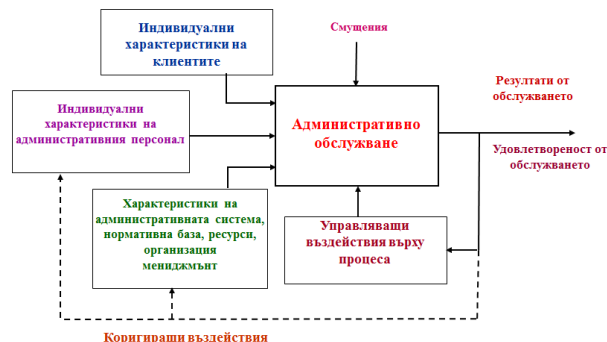 Индивидуални
характеристики на
клиентите
Смущения
Индивидуални
характеристики на
административния персонал
Административно
обслужване
Резултати от
обслужването
Удовлетвореност от
обслужването
Характеристики на
административната система,
нормативна база, ресурси,
организация
мениджмънт
Управляващи
въздействия върху
процеса
Коригиращи въздействия